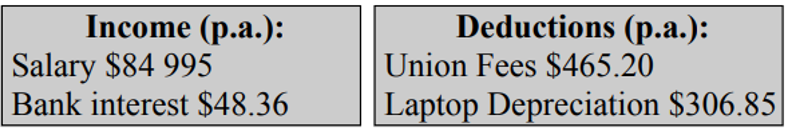 Income (p.a.):
Salary $84 995
Bank interest $48.36
Deductions (p.a.):
Union Fees $465.20
Laptop Depreciation $306.85